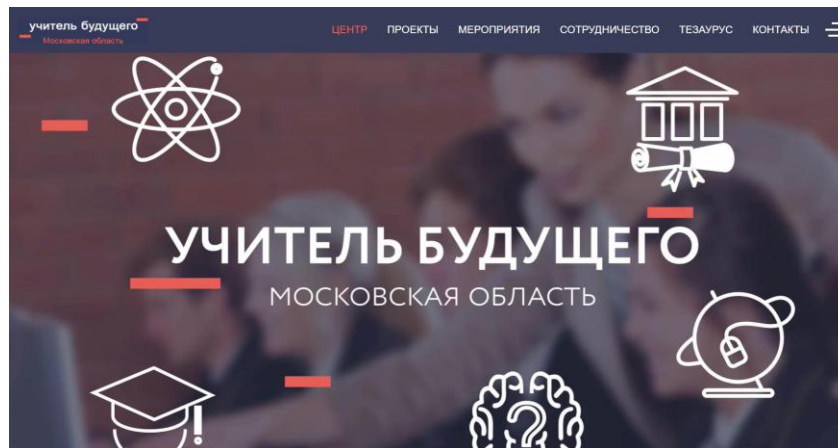 учитель будущего
Московская область
ЦЕНТР ПРОЕКТЫ МЕРОПРИЯТИЯ СОТРУДНИЧЕСТВО ТЕЗАУРУС КОНТАКТЫ
УЧИТЕЛЬ БУДУЩЕГО
МОСКОВСКАЯ ОБЛАСТЬ